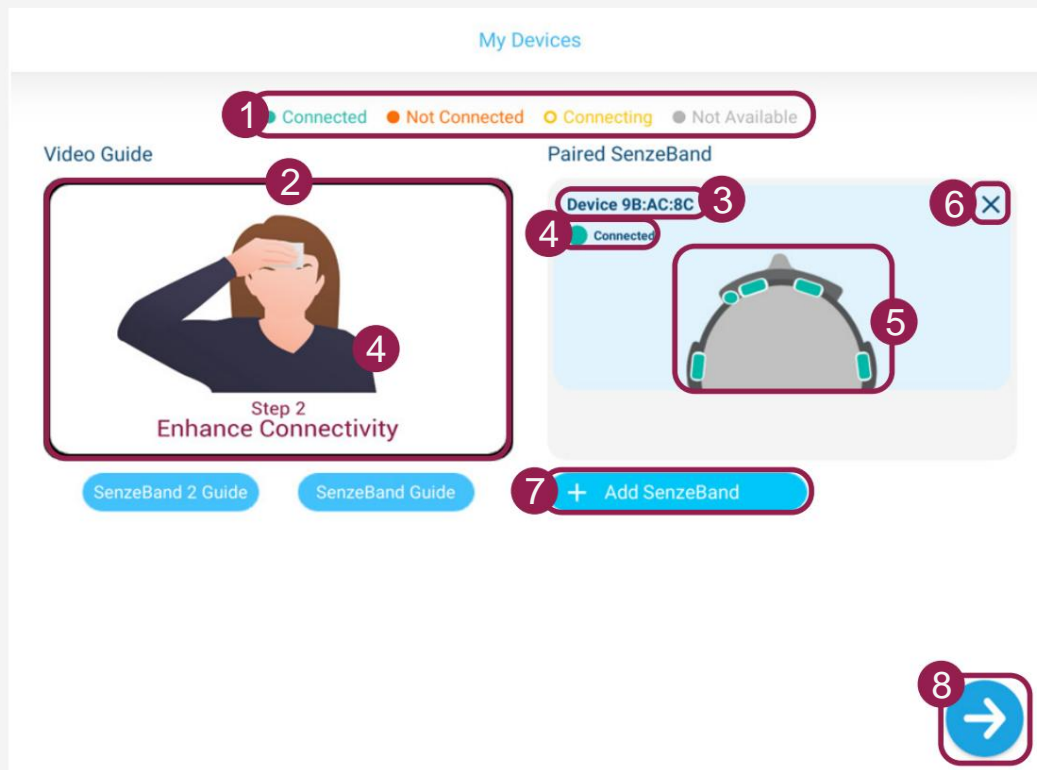 My Devices
1 Connected Not Connected Connecting Not Available
Video Guide
Paired SenzeBand
2
Device 9B:AC:8C 3
6
4 Connected
4
5
Step 2
Enhance Connectivity
SenzeBand 2 Guide
SenzeBand Guide
7 + Add SenzeBand
8